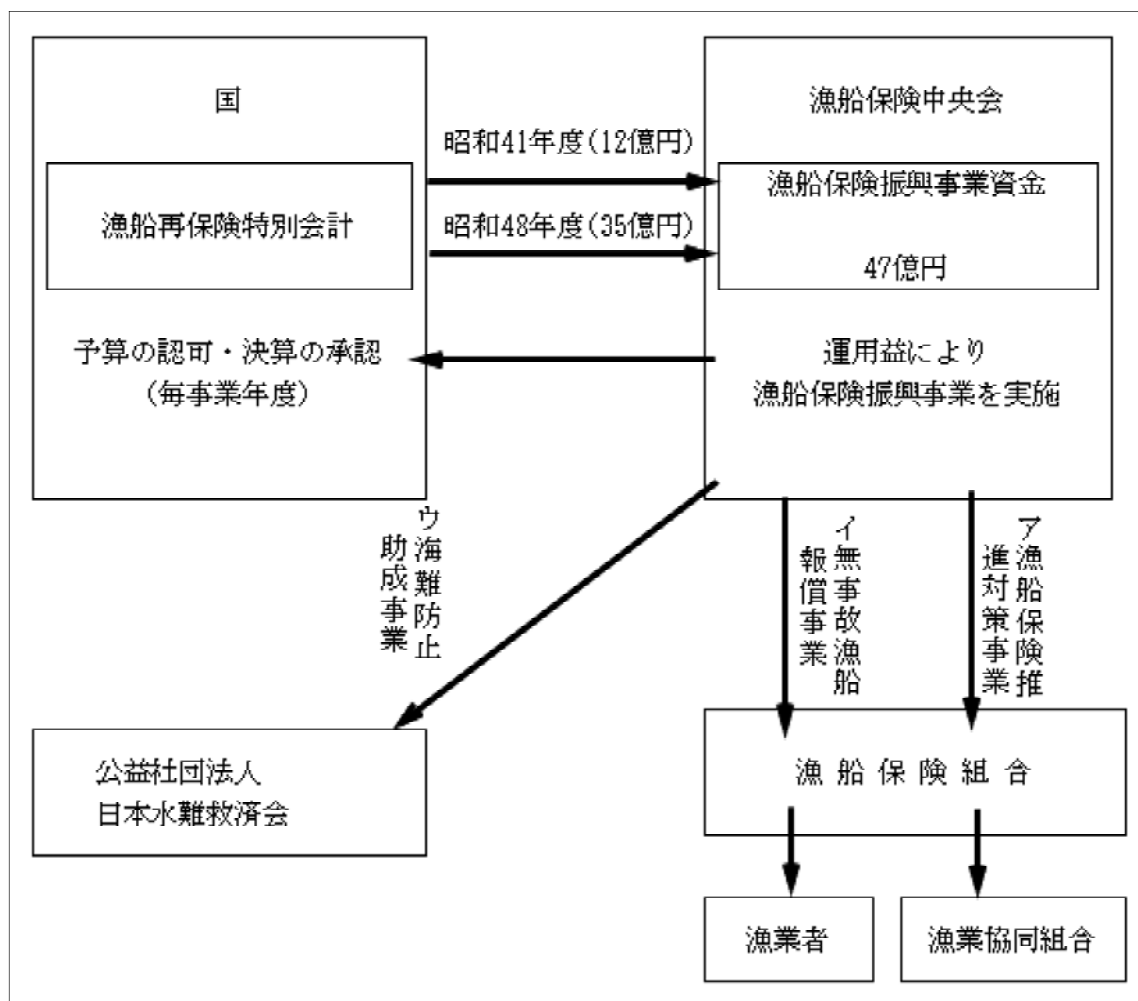 国
漁船再保険特別会計
予算の認可・決算の承認
(毎事業年度)
昭和41年度(12億円)
昭和48年度(35億円)
漁船保険中央会
漁船保険振興事業資金
47億円
運用益により
漁船保険振興事業を実施
ア漁船保険推
進対策事業
イ無事故漁船
報償事業
ウ海難防止
助成事業
公益社団法人
日本水難救済会
漁船保険組合
漁業者
漁業協同組合